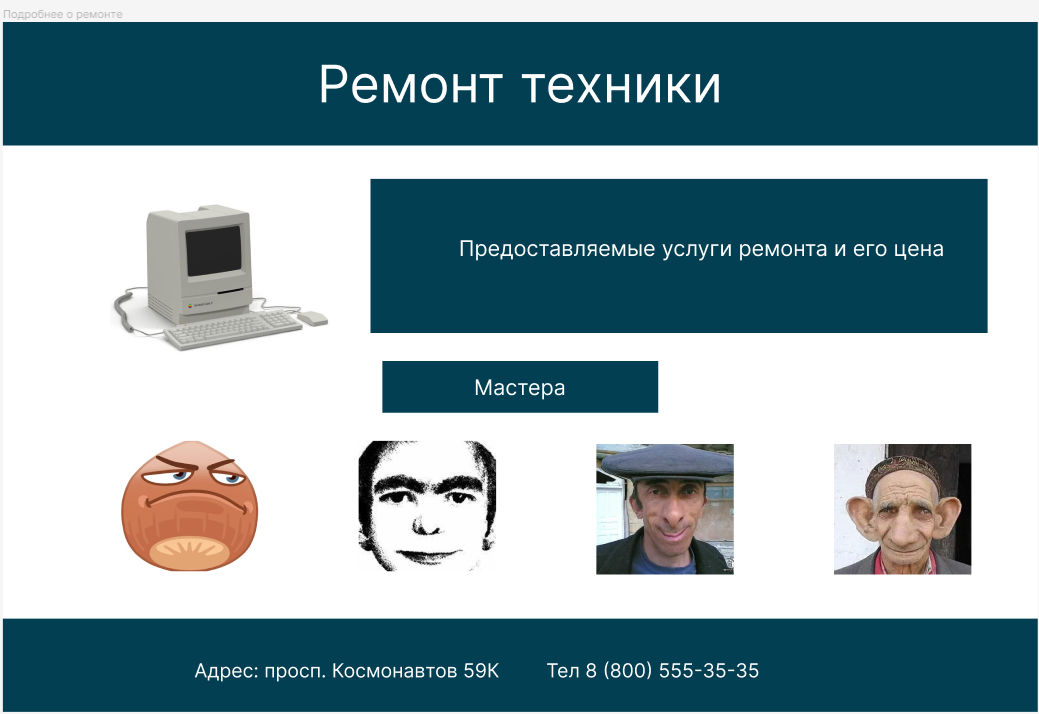 Подробнее о ремонте
Ремонт техники
Предоставляемые услуги ремонта и его цена
Мастера
Адрес: просп. Космонавтов 59К Тел 8 (800) 555-35-35